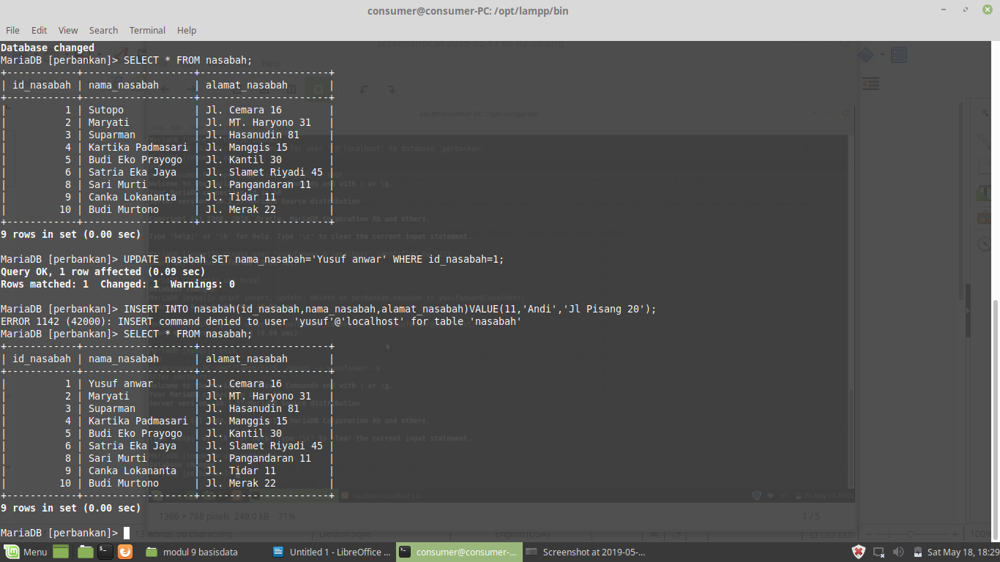 consumer@consumer-PC: /opt/lampp/bin
File Edit View Search Terminal Help
Database changed
MariaDB [perbankan]> SELECT * FROM nasabah;
+------------+-------------------+----------------------+
| id_nasabah | nama_nasabah | alamat_nasabah |
+------------+-------------------+----------------------+
| 1 | Sutopo | Jl. Cemara 16 |
| 2 | Maryati | Jl. MT. Haryono 31 |
| 3 | Suparman | Jl. Hasanudin 81 |
| 4 | Kartika Padmasari | Jl. Manggis 15 |
| 5 | Budi Eko Prayogo | Jl. Kantil 30 |
| 6 | Satria Eka Jaya | Jl. Slamet Riyadi 45 |
| 8 | Sari Murti | Jl. Pangandaran 11 |
| 9 | Canka Lokananta | Jl. Tidar 11 |
| 10 | Budi Murtono | Jl. Merak 22 |
+------------+-------------------+----------------------+
9 rows in set (0.00 sec)
MariaDB [perbankan]> UPDATE nasabah SET nama_nasabah='Yusuf anwar' WHERE id_nasabah=1;
Query OK, 1 row affected (0.09 sec)
Rows matched: 1 Changed: 1 Warnings: 0
MariaDB [perbankan]> INSERT INTO nasabah(id_nasabah,nama_nasabah,alamat_nasabah)VALUE(11,'Andi','Jl Pisang 20');
ERROR 1142 (42000): INSERT command denied to user 'yusuf'@'localhost' for table 'nasabah'
MariaDB [perbankan]> SELECT * FROM nasabah;
+------------+-------------------+----------------------+
| id_nasabah | nama_nasabah | alamat_nasabah |
+------------+-------------------+----------------------+
| 1 | Yusuf anwar | Jl. Cemara 16 |
| 2 | Maryati | Jl. MT. Haryono 31 |
| 3 | Suparman | Jl. Hasanudin 81 |
| 4 | Kartika Padmasari | Jl. Manggis 15 |
| 5 | Budi Eko Prayogo | Jl. Kantil 30 |
| 6 | Satria Eka Jaya | Jl. Slamet Riyadi 45 |
| 8 | Sari Murti | Jl. Pangandaran 11 |
| 9 | Canka Lokananta | Jl. Tidar 11 |
| 10 | Budi Murtono | Jl. Merak 22 |
+------------+-------------------+----------------------+
9 rows in set (0.00 sec)
1366 × 768 pixels 249,0 kB 71% 1 / 5
MariaDB [perbankan]>
Menu modul 9 basisdata Untitled 1 - LibreOffice ... consumer@consumer-... Screenshot at 2019-05-... Sat May 18, 18:29